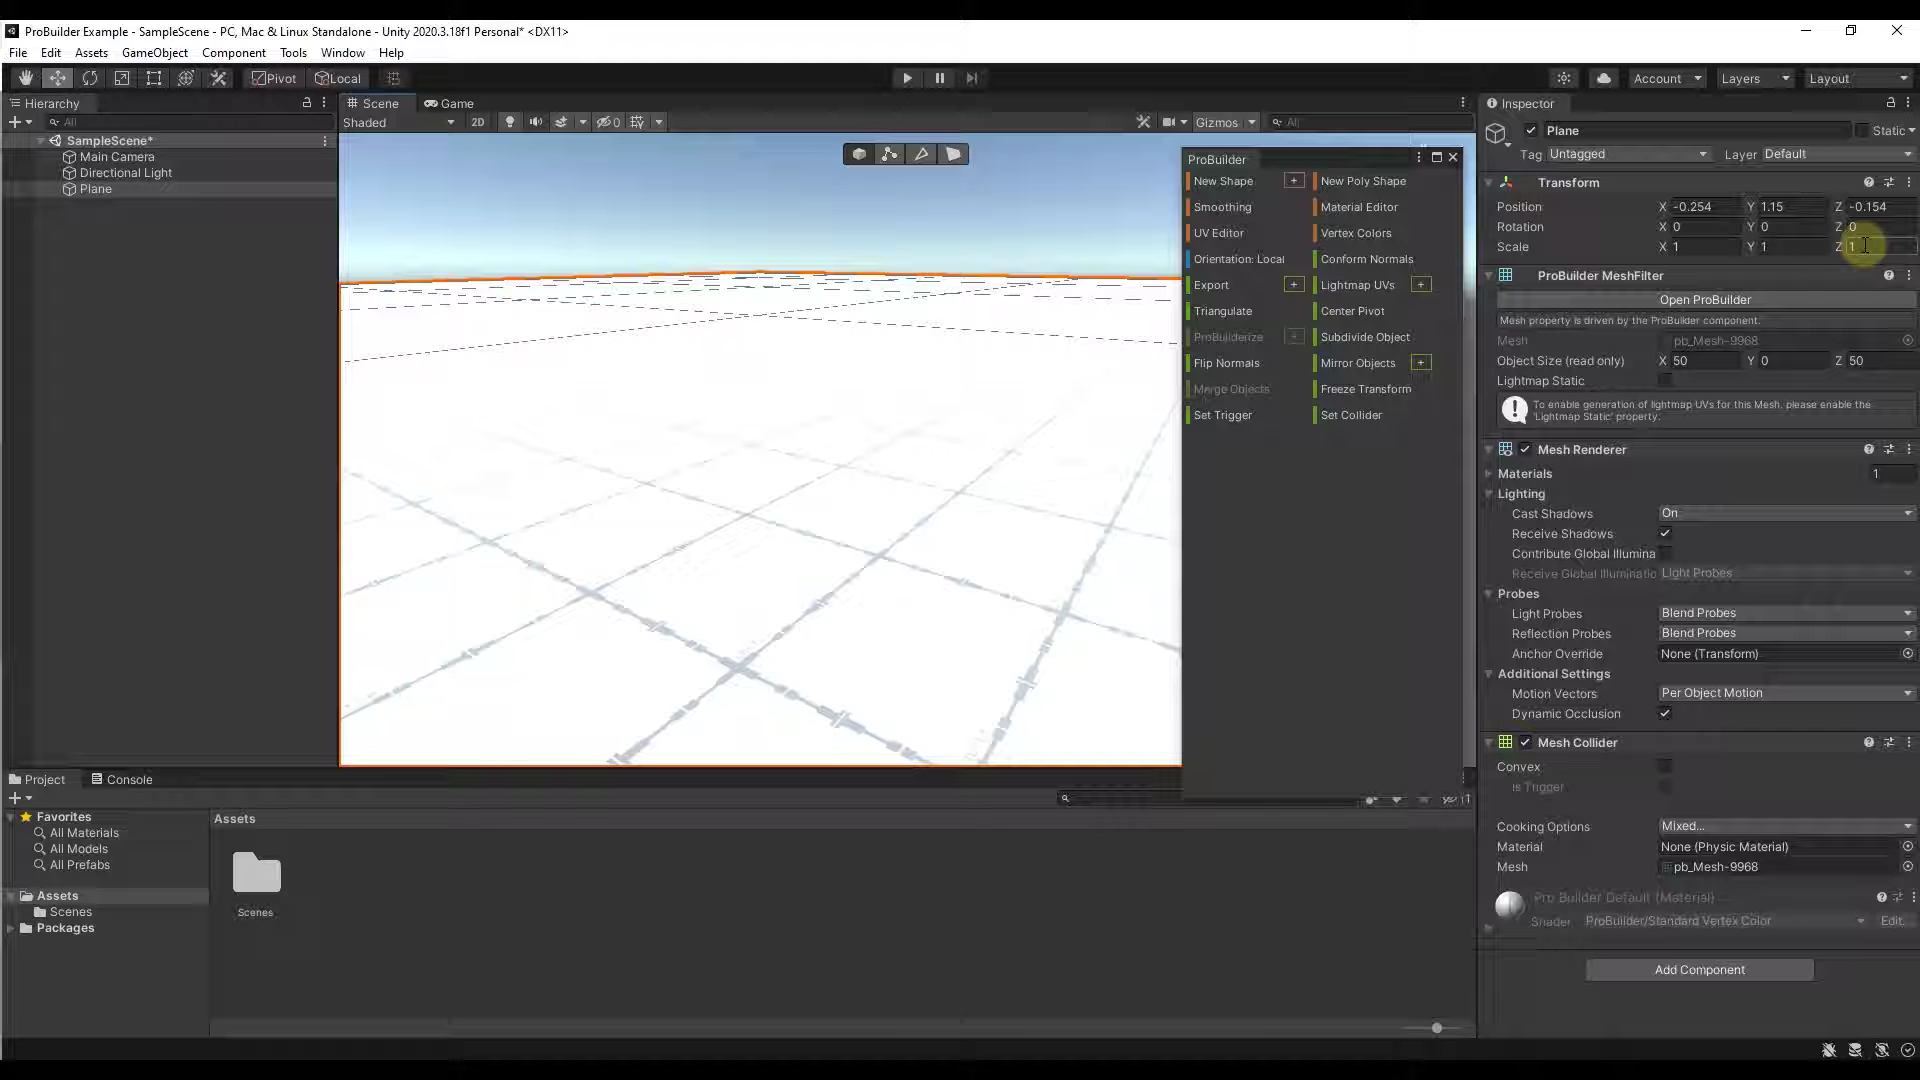 ProBuilder Example - SampleScene - PC, Mac & Linux Standalone - Unity 2020.3.18f1 Personal* <DX11>
File Edit Assets GameObject Component Tools Window Help
Pivot Local Account Layers Layout
Hierarchy
All
SampleScene*
Main Camera
Directional Light
Plane
Scene Game
Shaded 2D 0 Gizmos All
ProBuilder
New Shape + New Poly Shape
Smoothing Material Editor
UV Editor Vertex Colors
Orientation: Local Conform Normals
Export + Lightmap UVs +
Triangulate Center Pivot
ProBuilderize + Subdivide Object
Flip Normals Mirror Objects +
Merge Objects Freeze Transform
Set Trigger Set Collider
Inspector
Plane Static
Tag Untagged Layer Default
Transform
Position X -0.254 Y 1.15 Z -0.154
Rotation X 0 Y 0 Z 0
Scale X 1 Y 1 Z 1
ProBuilder MeshFilter
Open ProBuilder
Mesh property is driven by the ProBuilder component.
Mesh pb_Mesh-9968
Object Size (read only) X 50 Y 0 Z 50
Lightmap Static
To enable generation of lightmap UVs for this Mesh, please enable the
'Lightmap Static' property.
Mesh Renderer
Materials 1
Lighting
Cast Shadows On
Receive Shadows
Contribute Global Illumina
Receive Global Illuminatio Light Probes
Probes
Light Probes Blend Probes
Reflection Probes Blend Probes
Anchor Override None (Transform)
Additional Settings
Motion Vectors Per Object Motion
Dynamic Occlusion
Mesh Collider
Convex
Is Trigger
Cooking Options Mixed...
Material None (Physic Material)
Mesh pb_Mesh-9968
Pro Builder Default (Material)
Shader ProBuilder/Standard Vertex Color Edit.
Add Component
Project Console
Favorites
All Materials
All Models
All Prefabs
Assets
Scenes
Packages
Assets
Scenes